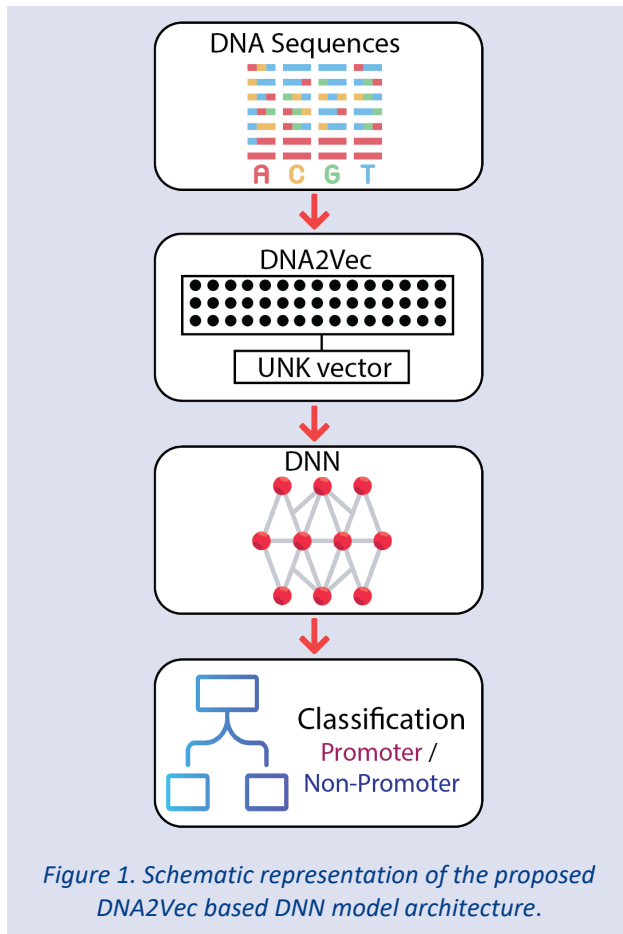 DNA Sequences
A C G T
DNA2Vec
UNK vector
DNN
Classification
Promoter /
Non-Promoter
Figure 1. Schematic representation of the proposed
DNA2Vec based DNN model architecture.